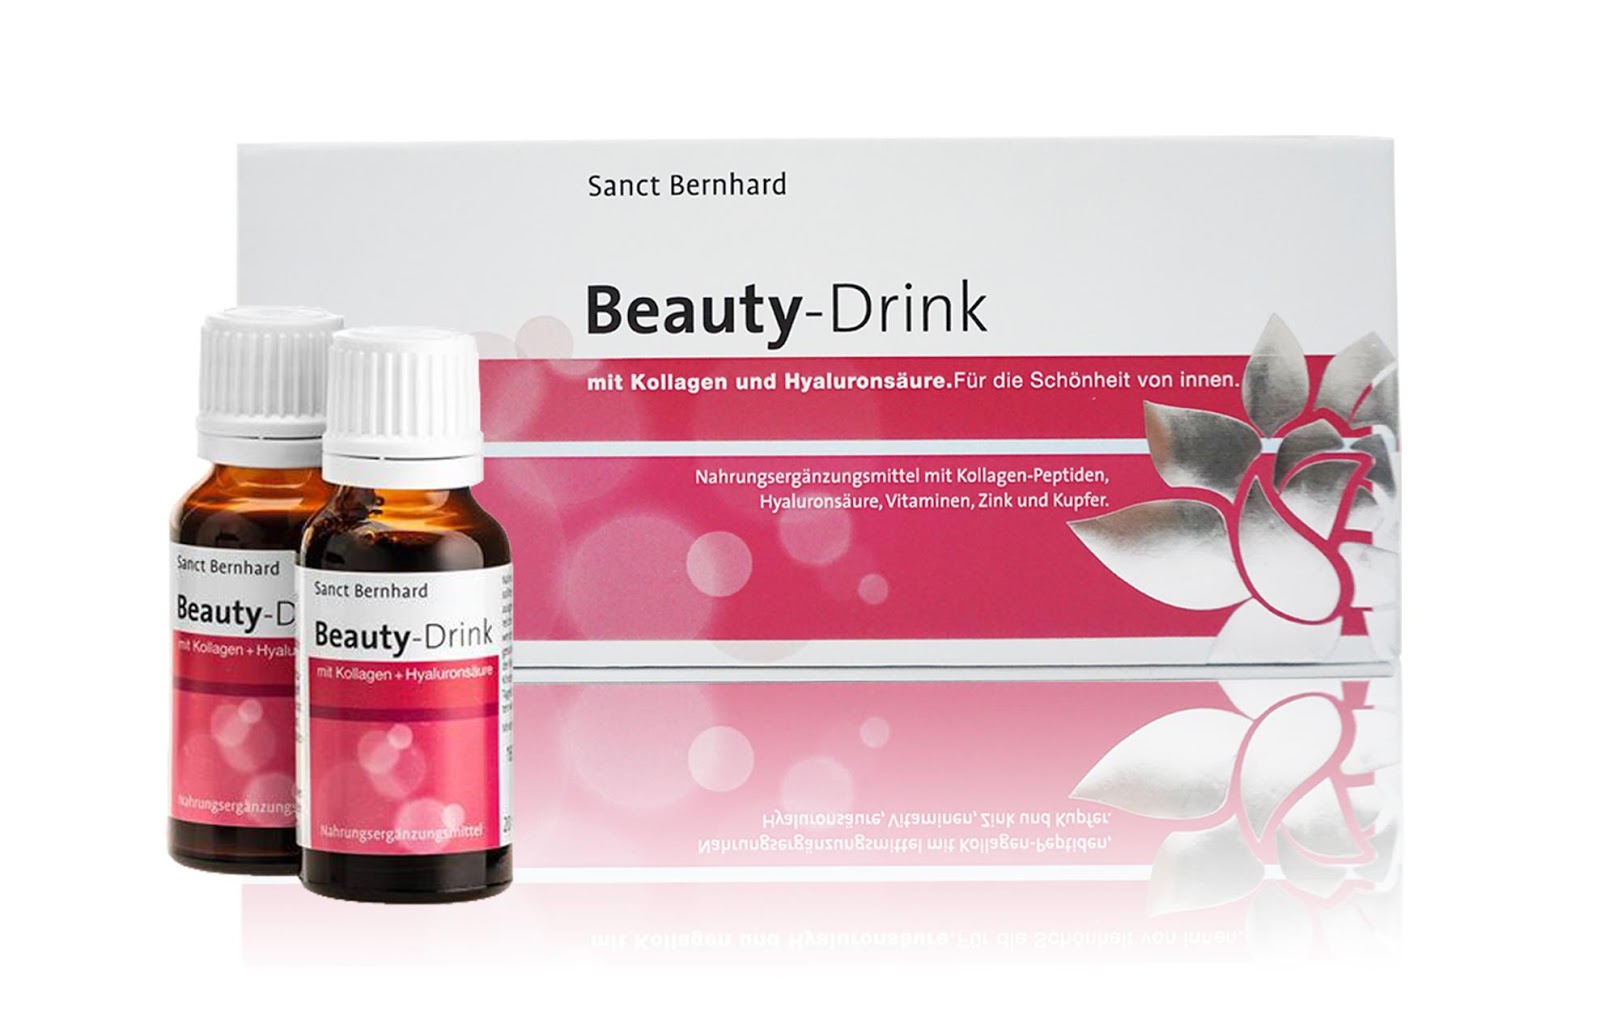 Sanct Bernhard
Beauty-Drink
mit Kollagen und Hyaluronsäure.Für die Schönheit von innen.
Nahrungsergänzungsmittel mit Kollagen-Peptiden,
Hyaluronsäure, Vitaminen, Zink und Kupfer.
Sanct Bernhard
Beauty-D
mit Kollagen + Hyalu
Nahrungsergänzungs
Sanct Bernhard
Beauty-Drink
mit Kollagen + Hyaluronsäure
Nahrungsergänzungsmittel